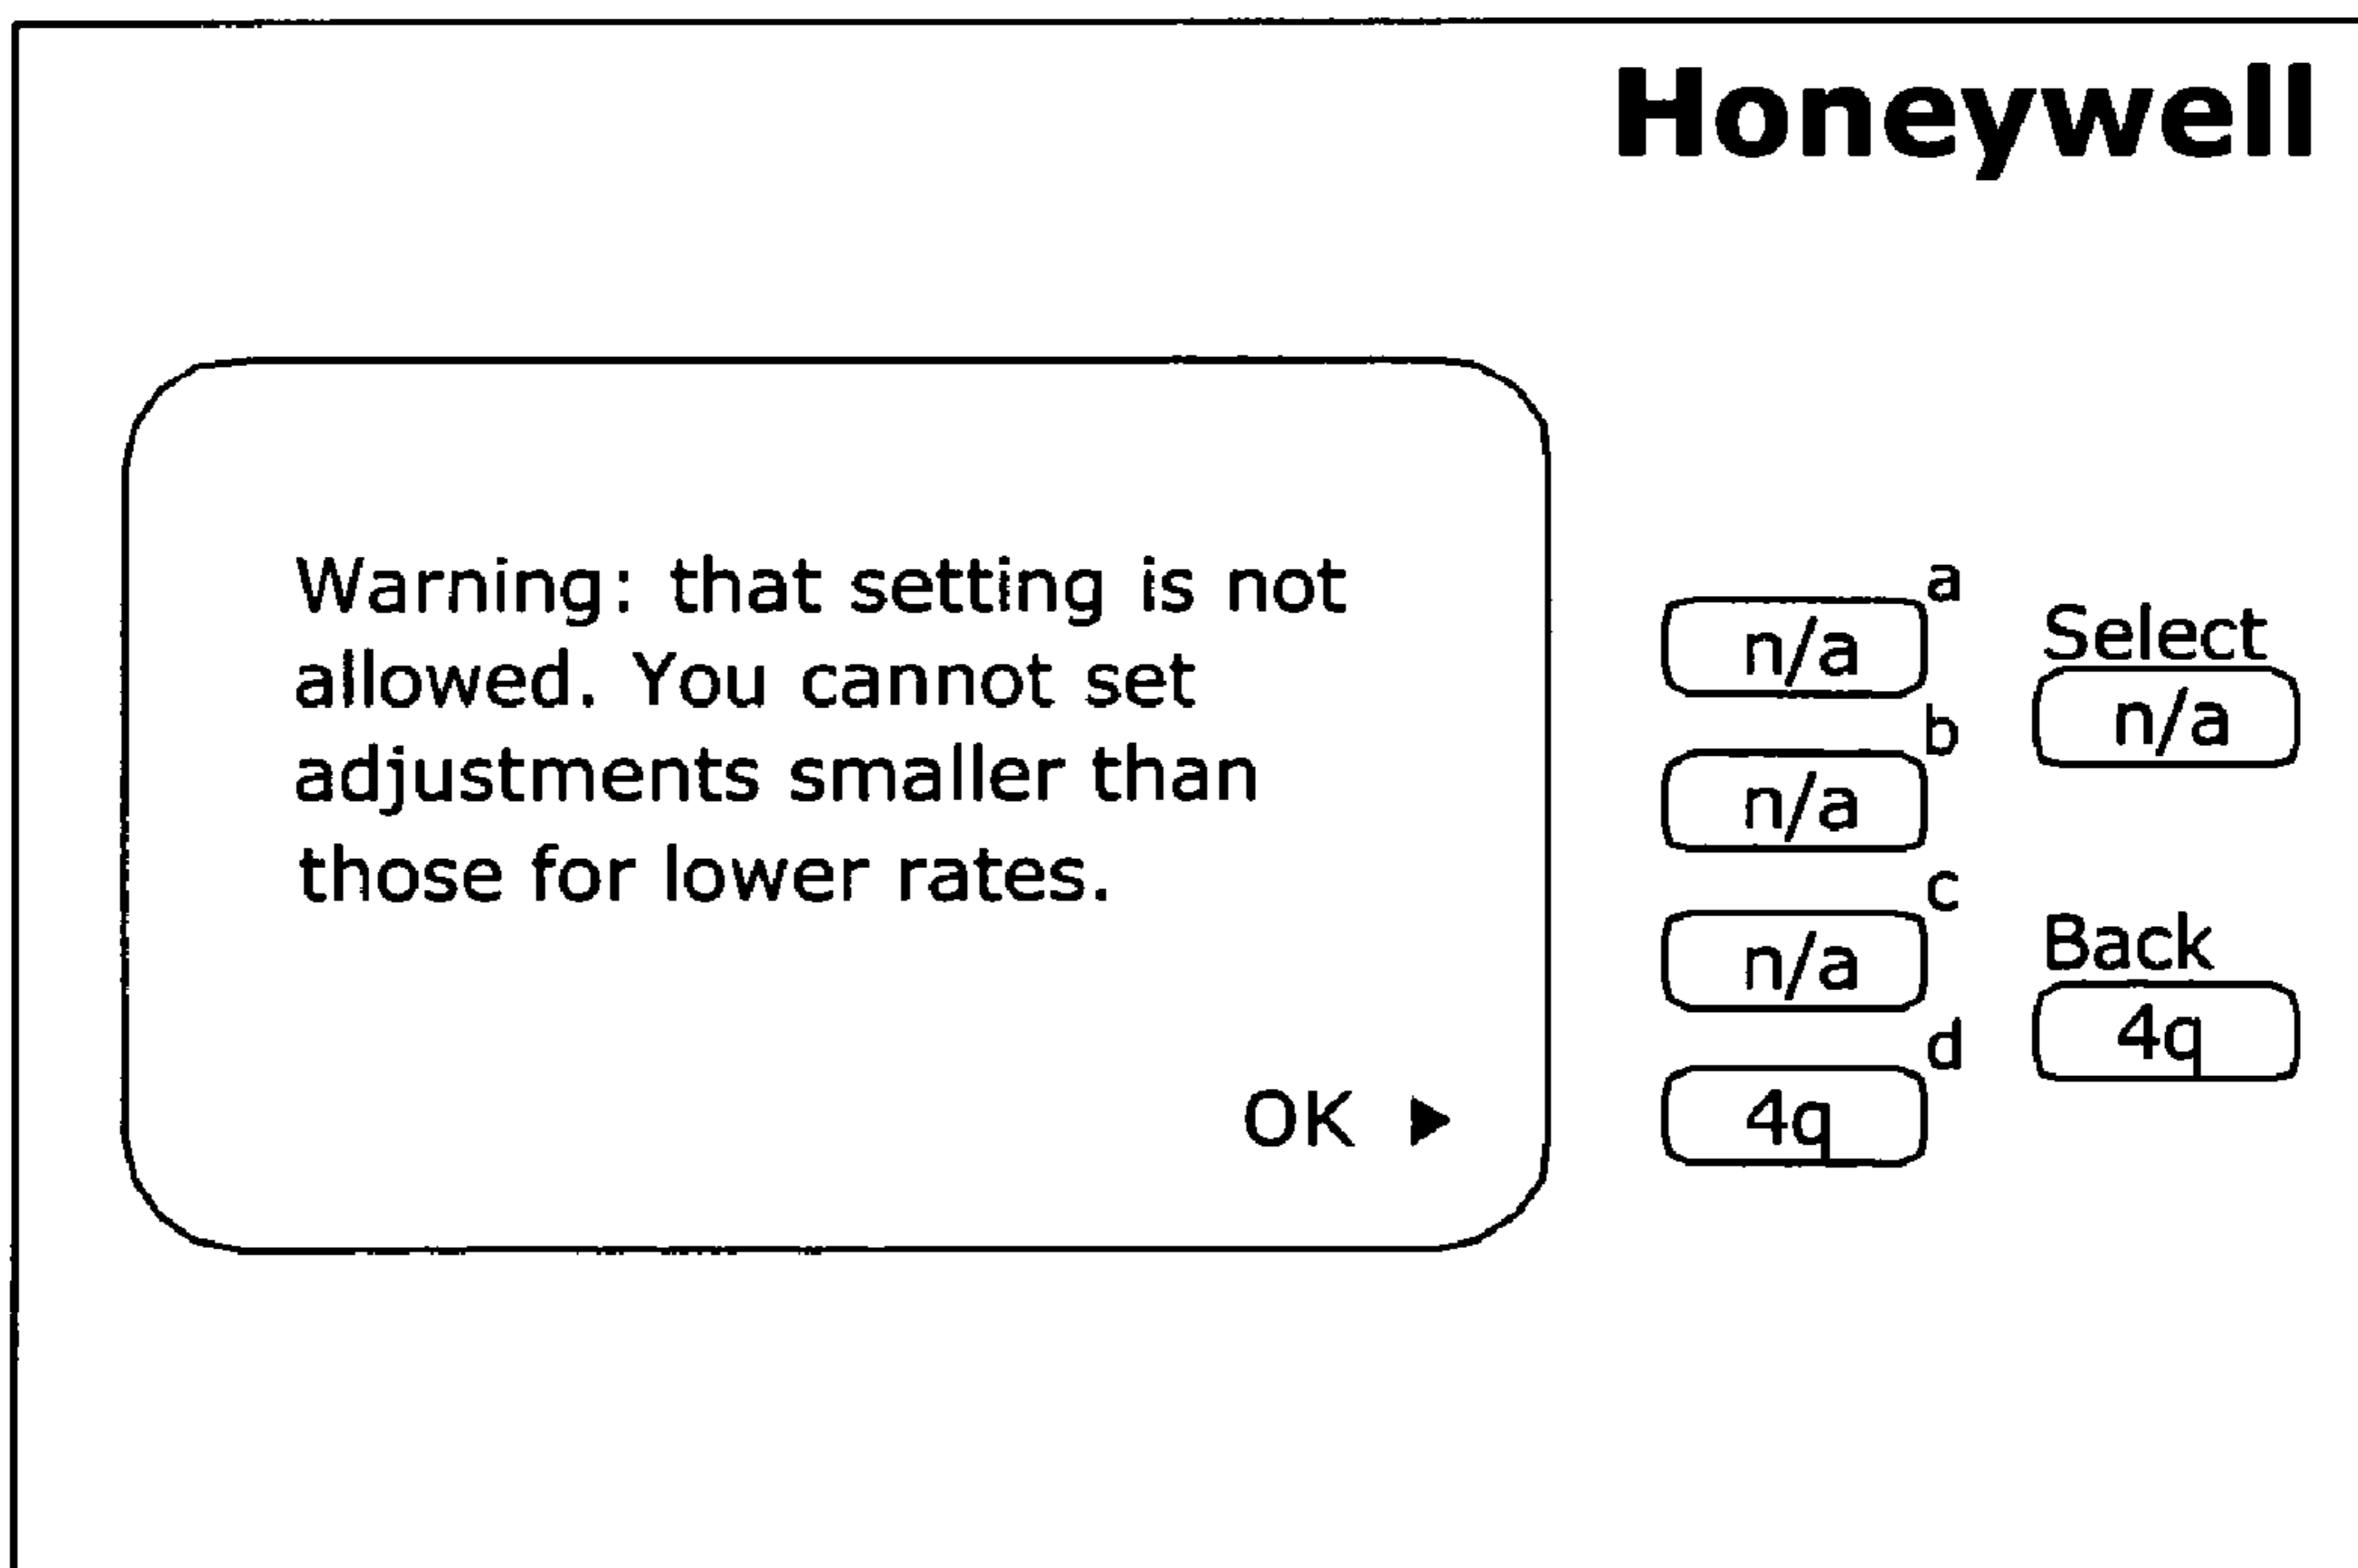 Honeywell
Warning: that setting is not
allowed. You cannot set
adjustments smaller than
those for lower rates.
OK ▶
a
n/a
b
n/a
c
n/a
d
4q
Select
n/a
Back
4q